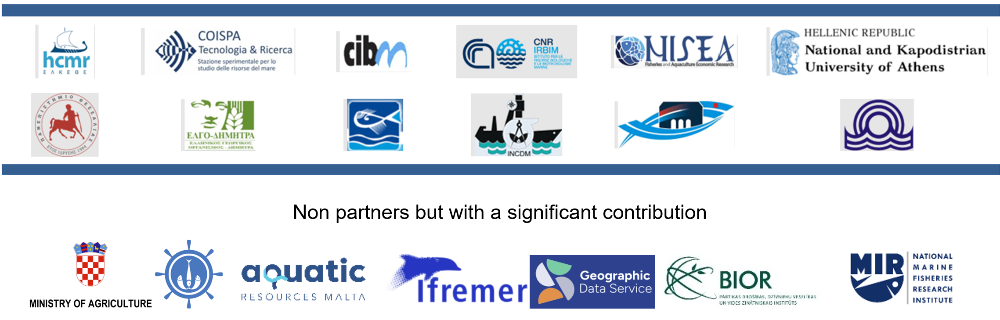 hcmr
ΕΛΚΕΘΕ
COISPA
Tecnologia & Ricerca
Stazione sperimentale per lo
studio delle risorse del mare
cibm
CNR
IRBIM
ISTITUTO PER LE
RISORSE BIOLOGICHE
E LE BIOTECNOLOGIE
MARINE
NISEA
Fisheries and Aquaculture Economic Research
HELLENIC REPUBLIC
National and Kapodistrian
University of Athens
ΠΑΝΕΠΙΣΤΗΜΙΟ ΘΕΣΣΑΛΙΑΣ
ΕΤΟΣ ΙΔΡΥΣΗΣ 1984
ΕΛΓΟ-ΔΗΜΗΤΡΑ
ΕΛΛΗΝΙΚΟΣ ΓΕΩΡΓΙΚΟΣ
ΟΡΓΑΝΙΣΜΟΣ - ΔΗΜΗΤΡΑ
INCDM
Non partners but with a significant contribution
MINISTRY OF AGRICULTURE
aquatic
RESOURCES MALTA
Ifremer
Geographic
Data Service
BIOR
PĀRTIKAS DROŠĪBAS, DZĪVNIEKU VESELĪBAS
UN VIDES ZINĀTNISKAIS INSTITŪTS
MIR
NATIONAL
MARINE
FISHERIES
RESEARCH
INSTITUTE